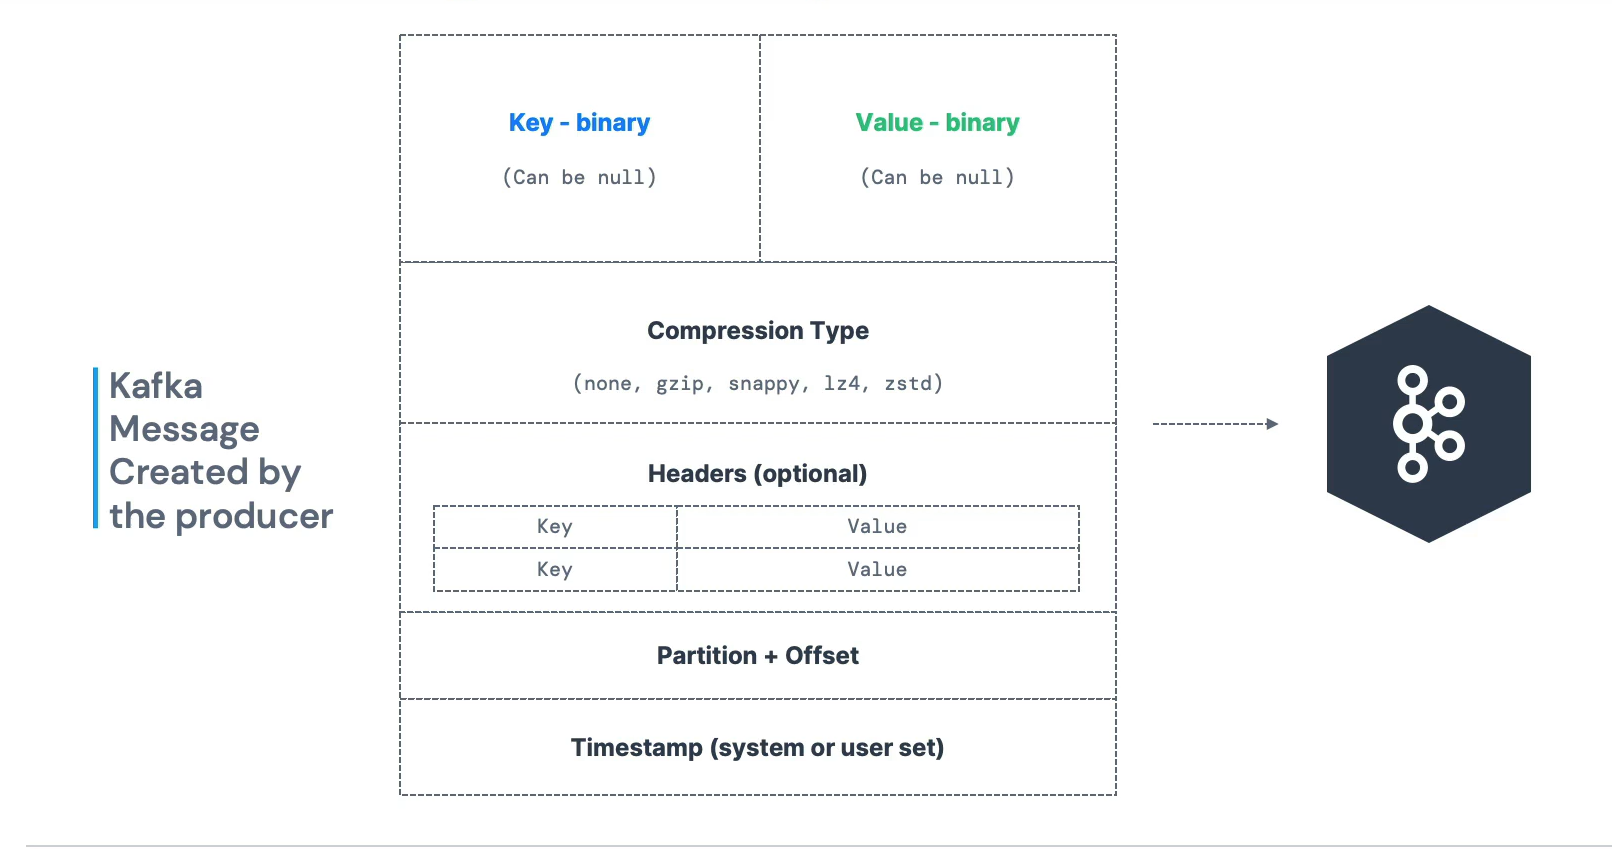 Kafka
Message
Created by
the producer
Key - binary
(Can be null)
Value - binary
(Can be null)
Compression Type
(none, gzip, snappy, lz4, zstd)
Headers (optional)
Key Value
Key Value
Partition + Offset
Timestamp (system or user set)